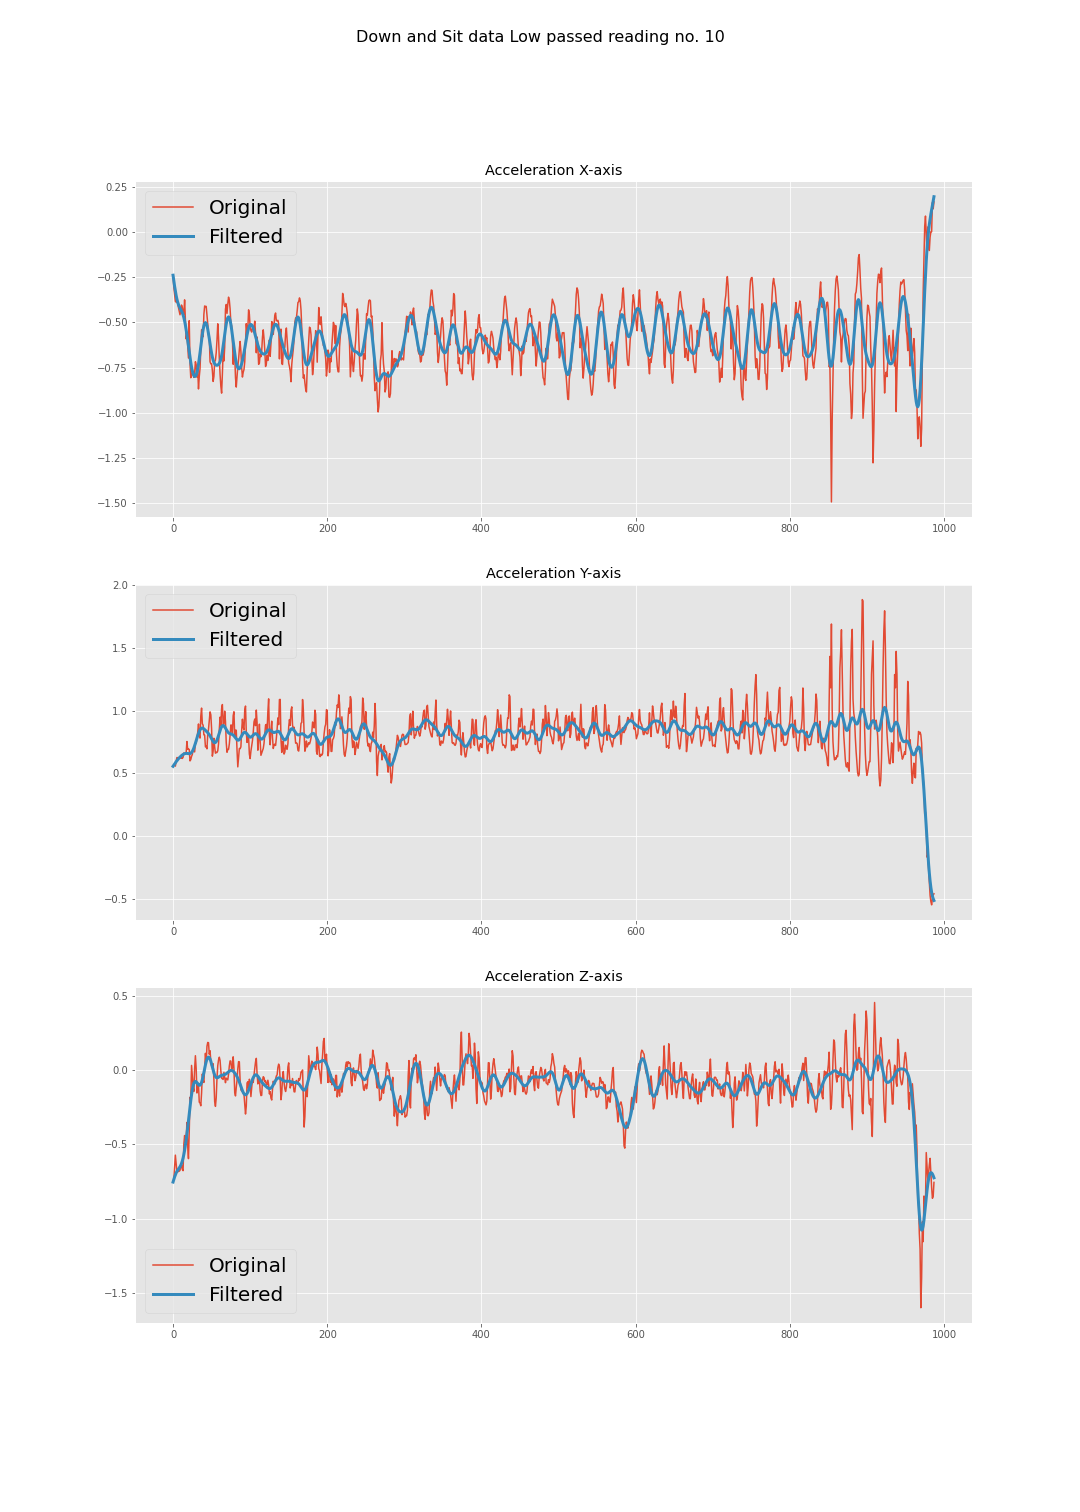 Down and Sit data Low passed reading no. 10
Acceleration X-axis
0.25
0.00
−0.25
−0.50
−0.75
−1.00
−1.25
−1.50
Original
Filtered
0 200 400 600 800 1000
Acceleration Y-axis
2.0
1.5
1.0
0.5
0.0
−0.5
Original
Filtered
0 200 400 600 800 1000
Acceleration Z-axis
0.5
0.0
−0.5
−1.0
−1.5
Original
Filtered
0 200 400 600 800 1000